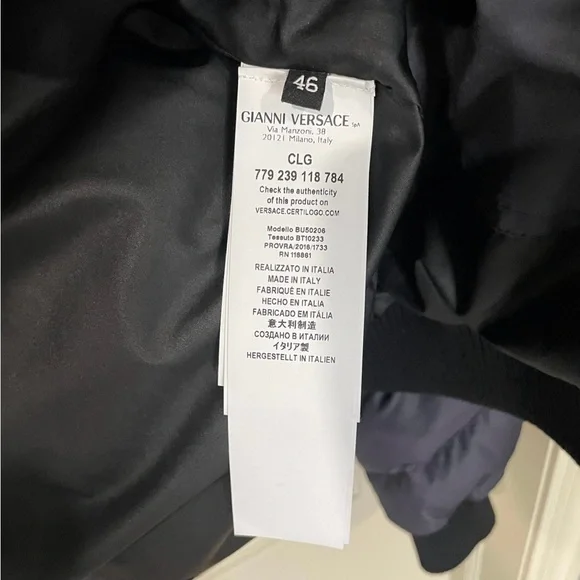 46
GIANNI VERSACE SpA
Via Manzoni, 38
20121 Milano, Italy
CLG
779 239 118 784
Check the authenticity
of this product on
VERSACE.CERTILOGO.COM
Modello BU50206
Tessuto BT10233
PROVRA/2016/1733
RN 118861
REALIZZATO IN ITALIA
MADE IN ITALY
FABRIQUÉ EN ITALIE
HECHO EN ITALIA
FABRICADO EM ITÁLIA
意大利制造
СОЗДАНО В ИТАЛИИ
イタリア製
HERGESTELLT IN ITALIEN